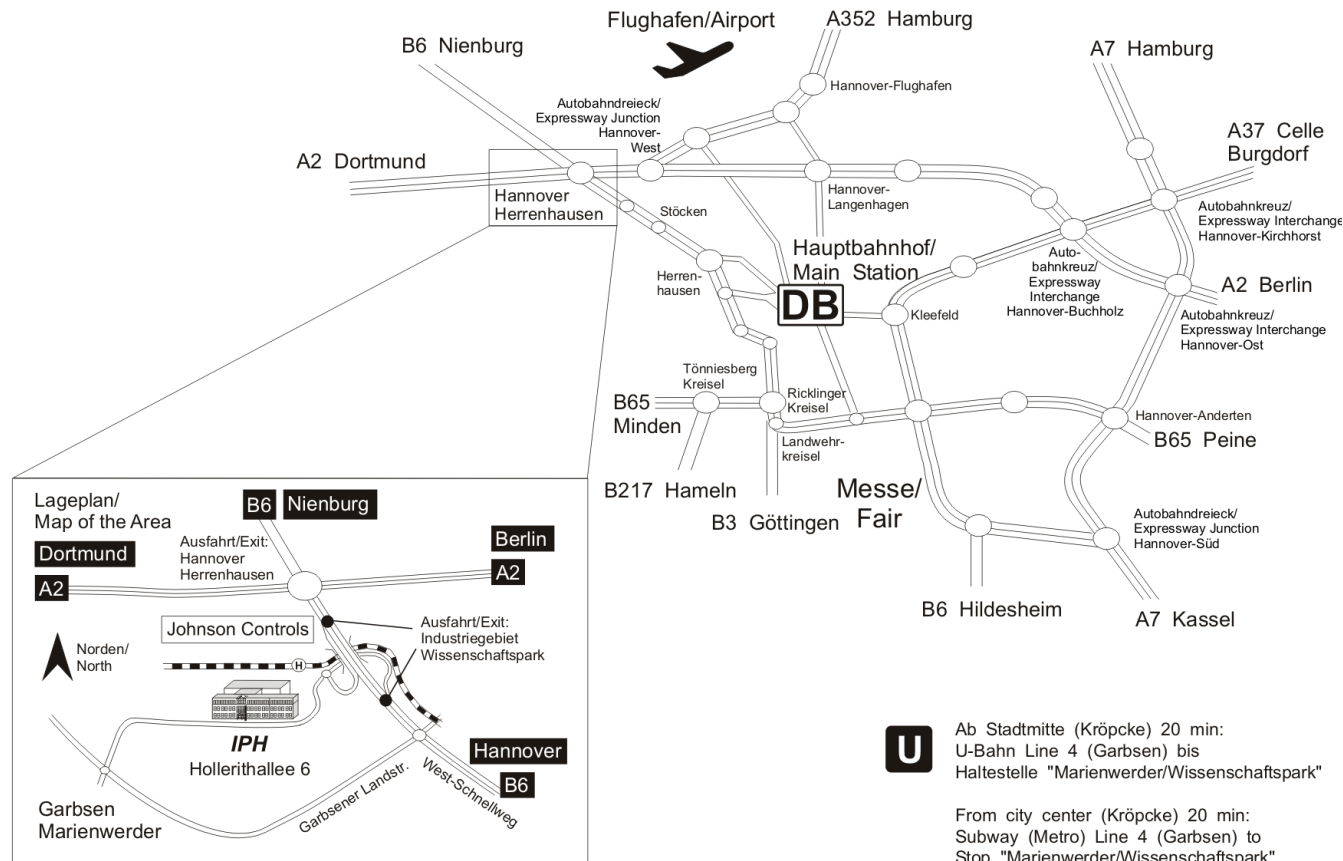 Flughafen/Airport
A352 Hamburg
B6 Nienburg
A7 Hamburg
Hannover-Flughafen
Autobahndreieck/
Expressway Junction
Hannover-
West
A37 Celle
Burgdorf
A2 Dortmund
Hannover
Herrenhausen
Stöcken
Hannover-
Langenhagen
Autobahnkreuz/
Expressway Interchange
Hannover-Kirchhorst
Hauptbahnhof/
Main Station
DB
Herren-
hausen
Auto-
bahnkreuz/
Expressway
Interchange
Hannover-Buchholz
A2 Berlin
Kleefeld
Autobahnkreuz/
Expressway Interchange
Hannover-Ost
Tönniesberg
Kreisel
Ricklinger
Kreisel
B65
Minden
Landwehr-
kreisel
Hannover-Anderten
B65 Peine
B217 Hameln
B3 Göttingen
Messe/
Fair
Autobahndreieck/
Expressway Junction
Hannover-Süd
B6 Hildesheim
A7 Kassel
Lageplan/
Map of the Area
B6 Nienburg
Dortmund
A2
Ausfahrt/Exit:
Hannover
Herrenhausen
Berlin
A2
Johnson Controls
Ausfahrt/Exit:
Industriegebiet
Wissenschaftspark
Norden/
North
H
IPH
Hollerithallee 6
Hannover
B6
Garbsener Landstr.
West-Schnellweg
Garbsen
Marienwerder
U
Ab Stadtmitte (Kröpcke) 20 min:
U-Bahn Line 4 (Garbsen) bis
Haltestelle "Marienwerder/Wissenschaftspark"
From city center (Kröpcke) 20 min:
Subway (Metro) Line 4 (Garbsen) to
Stop "Marienwerder/Wissenschaftspark"